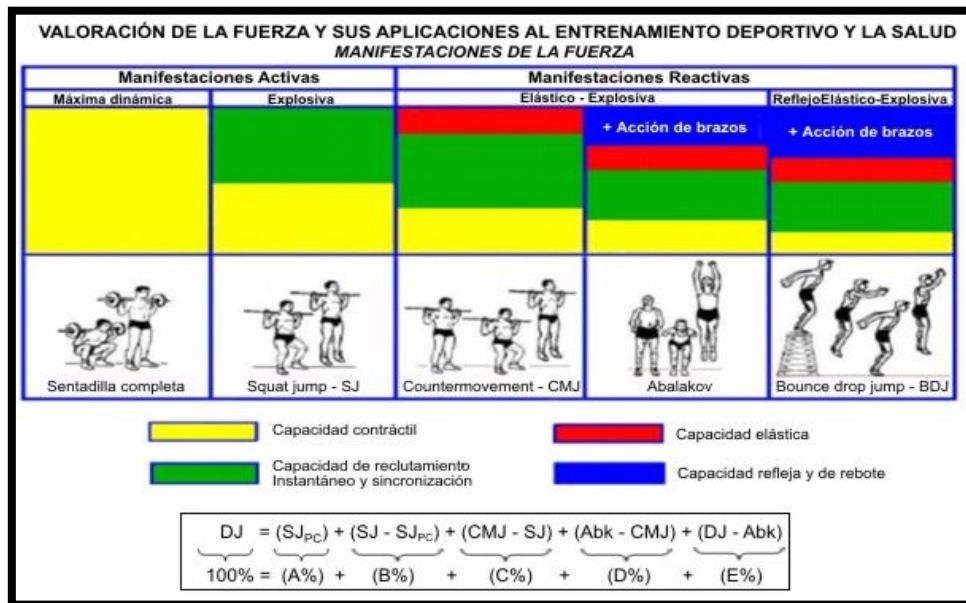 VALORACIÓN DE LA FUERZA Y SUS APLICACIONES AL ENTRENAMIENTO DEPORTIVO Y LA SALUD
MANIFESTACIONES DE LA FUERZA
Manifestaciones Activas
Manifestaciones Reactivas
Máxima dinámica
Explosiva
Elástico - Explosiva
ReflejoElástico-Explosiva
+ Acción de brazos
+ Acción de brazos
Sentadilla completa
Squat jump - SJ
Countermovement - CMJ
Abalakov
Bounce drop jump - BDJ
Capacidad contráctil
Capacidad elástica
Capacidad de reclutamiento
Instantáneo y sincronización
Capacidad refleja y de rebote
DJ = (SJPC) + (SJ - SJPC) + (CMJ - SJ) + (Abk - CMJ) + (DJ - Abk)
100% = (A%) + (B%) + (C%) + (D%) + (E%)